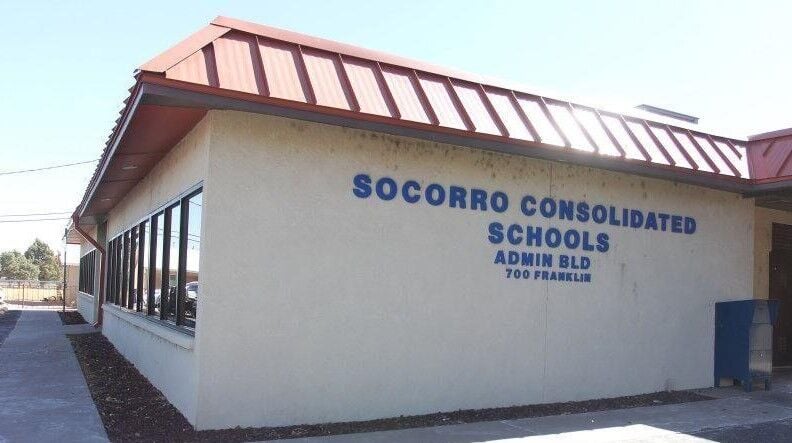 SOCORRO CONSOLIDATED
SCHOOLS
ADMIN BLD
700 FRANKLIN